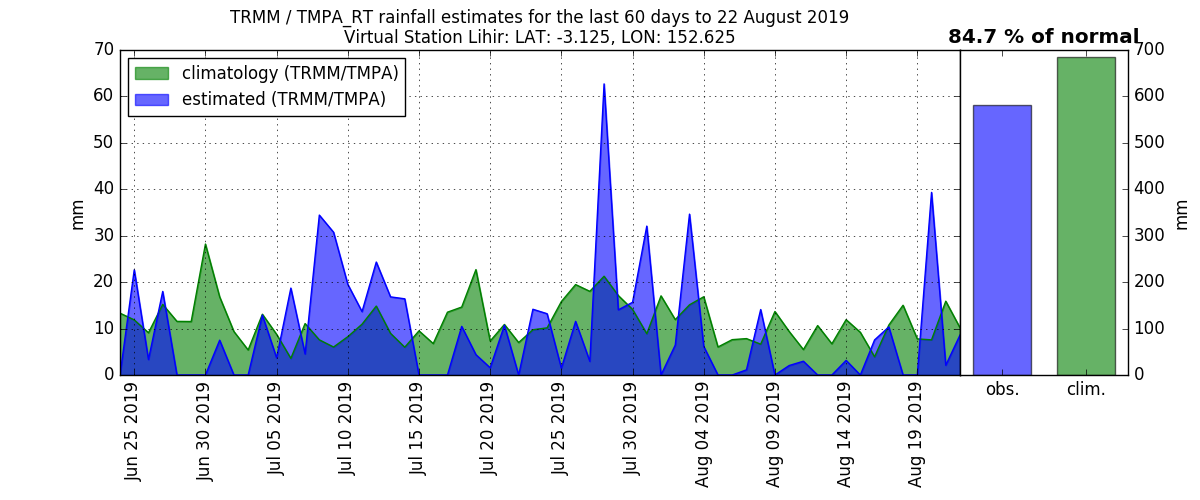 TRMM / TMPA_RT rainfall estimates for the last 60 days to 22 August 2019
Virtual Station Lihir: LAT: -3.125, LON: 152.625
84.7 % of normal
climatology (TRMM/TMPA)
estimated (TRMM/TMPA)
70
60
50
40
30
20
10
0
mm
700
600
500
400
300
200
100
0
mm
Jun 25 2019
Jun 30 2019
Jul 05 2019
Jul 10 2019
Jul 15 2019
Jul 20 2019
Jul 25 2019
Jul 30 2019
Aug 04 2019
Aug 09 2019
Aug 14 2019
Aug 19 2019
obs.
clim.